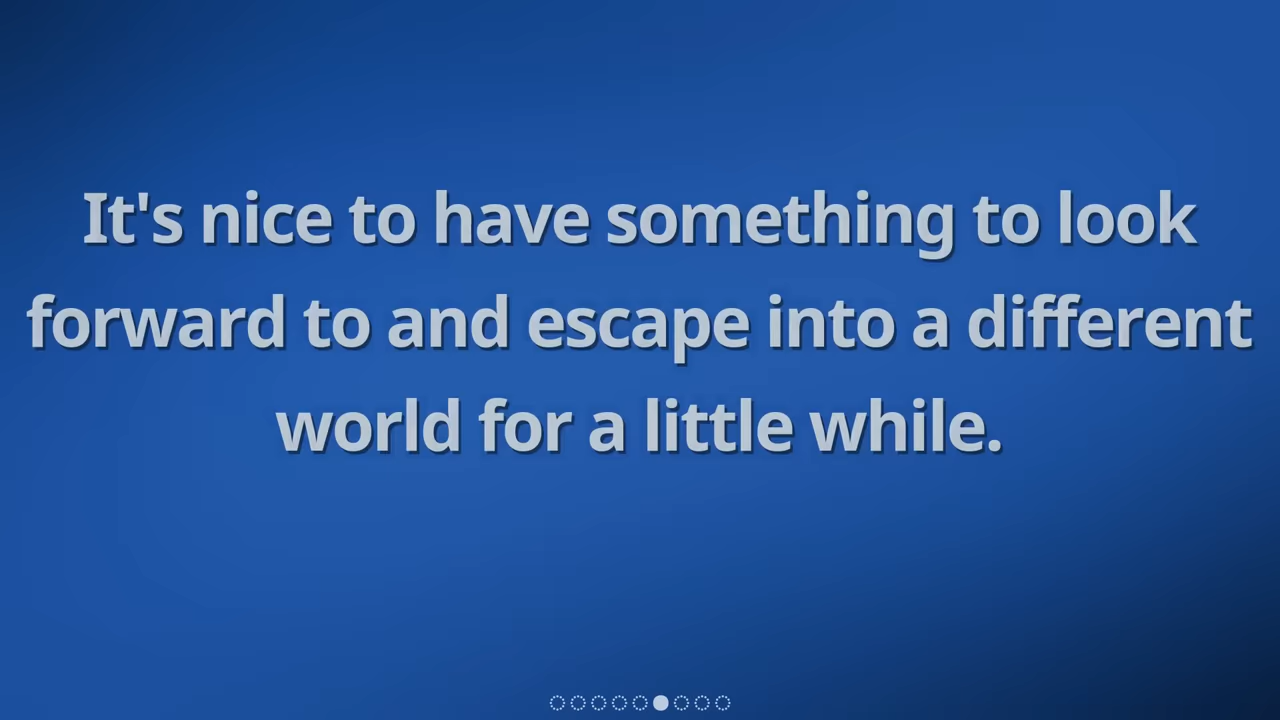 It's nice to have something to look
forward to and escape into a different
world for a little while.